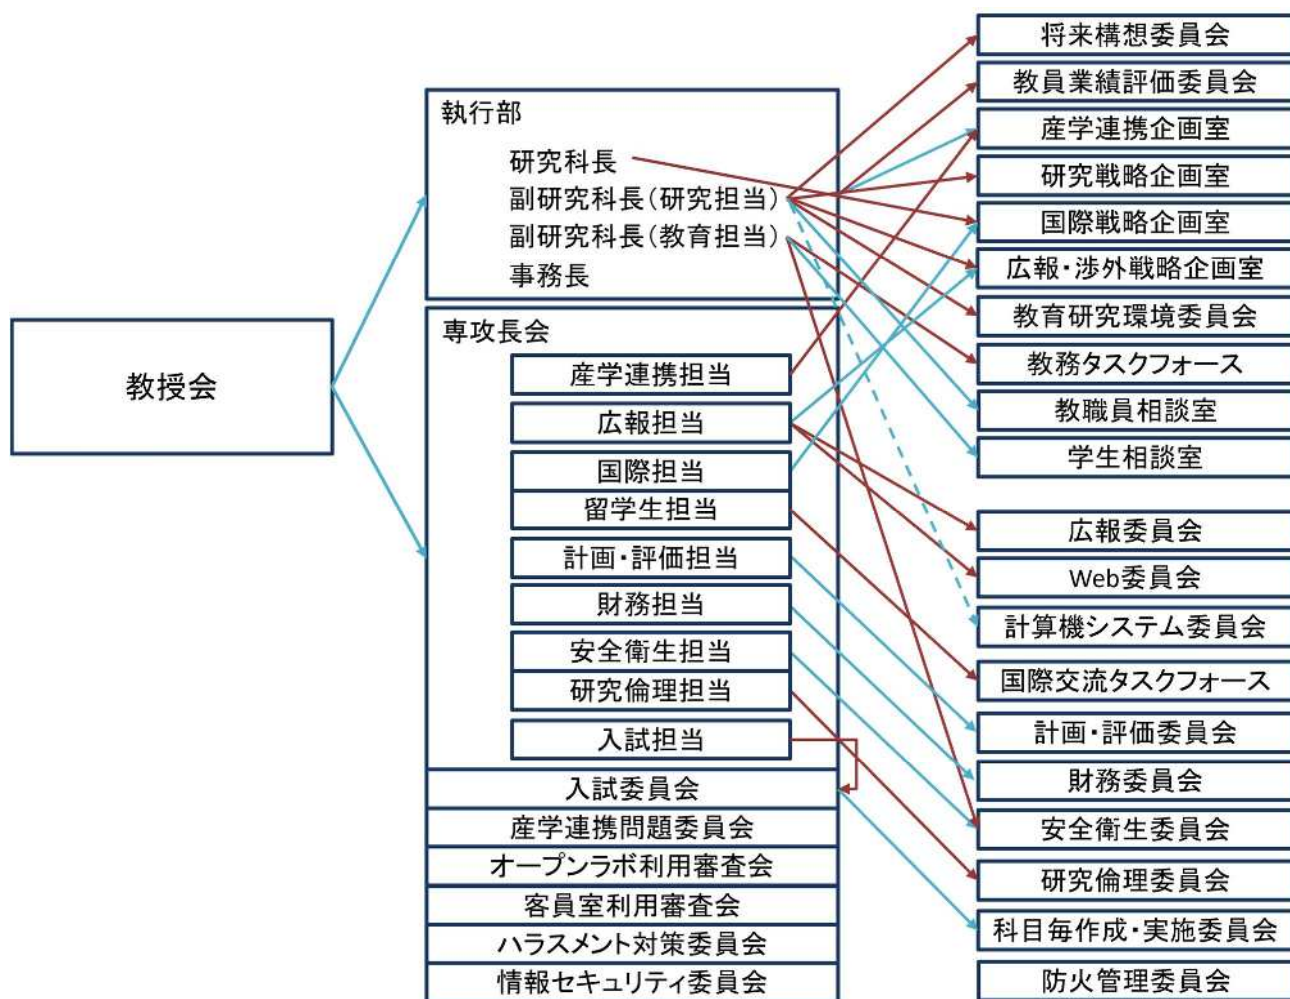 教授会
執行部
研究科長
副研究科長(研究担当)
副研究科長(教育担当)
事務長
専攻長会
産学連携担当
広報担当
国際担当
留学生担当
計画・評価担当
財務担当
安全衛生担当
研究倫理担当
入試担当
入試委員会
産学連携問題委員会
オープンラボ利用審査会
客員室利用審査会
ハラスメント対策委員会
情報セキュリティ委員会
将来構想委員会
教員業績評価委員会
産学連携企画室
研究戦略企画室
国際戦略企画室
広報・渉外戦略企画室
教育研究環境委員会
教務タスクフォース
教職員相談室
学生相談室
広報委員会
Web委員会
計算機システム委員会
国際交流タスクフォース
計画・評価委員会
財務委員会
安全衛生委員会
研究倫理委員会
科目毎作成・実施委員会
防火管理委員会